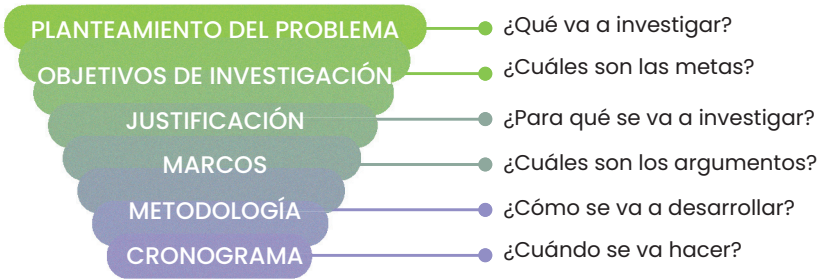 PLANTEAMIENTO DEL PROBLEMA ¿Qué va a investigar?
OBJETIVOS DE INVESTIGACIÓN ¿Cuáles son las metas?
JUSTIFICACIÓN ¿Para qué se va a investigar?
MARCOS ¿Cuáles son los argumentos?
METODOLOGÍA ¿Cómo se va a desarrollar?
CRONOGRAMA ¿Cuándo se va hacer?